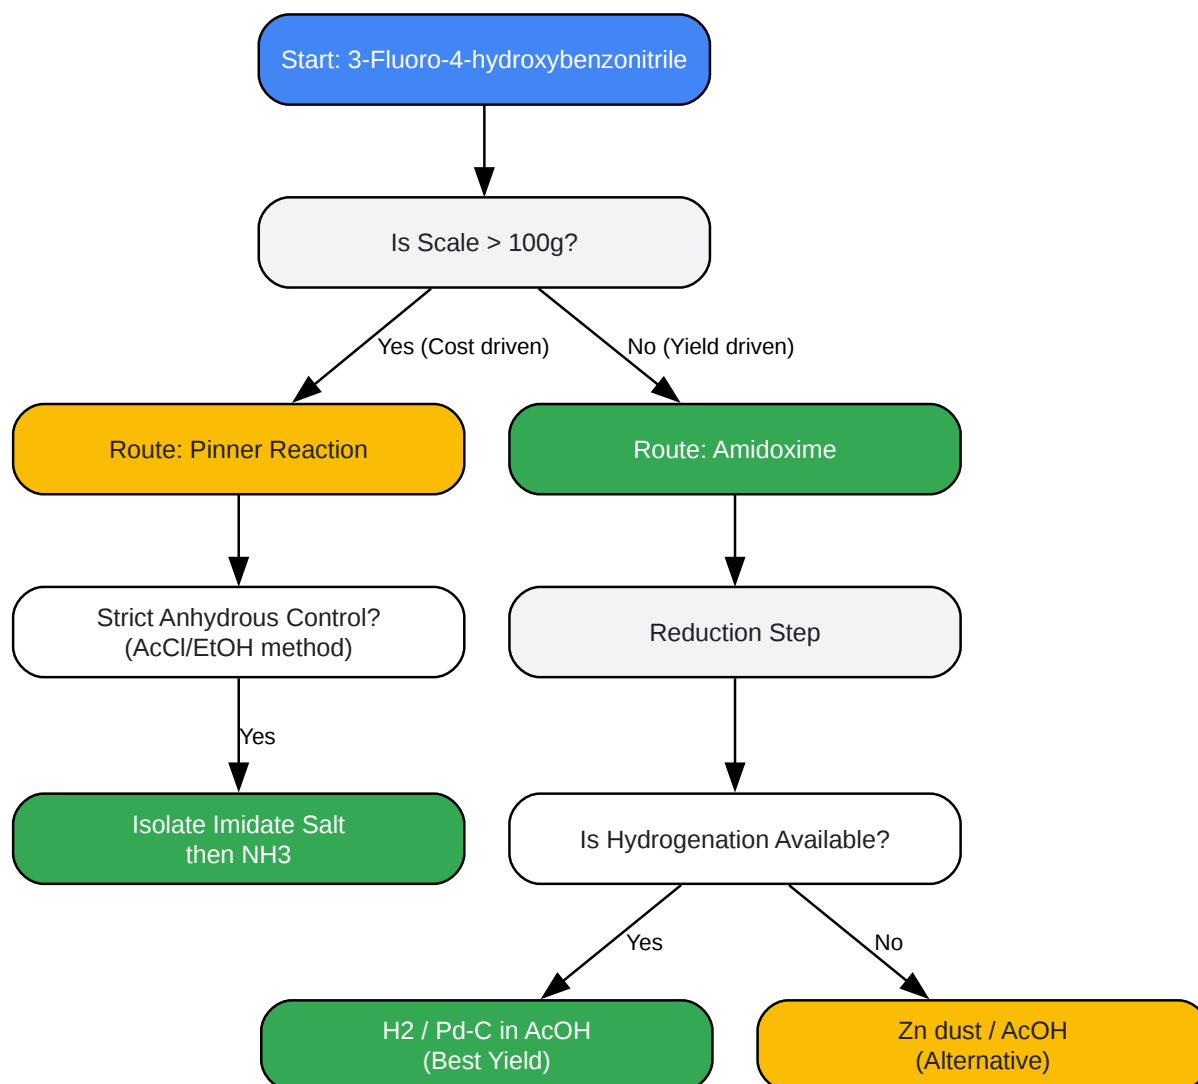 Start: 3-Fluoro-4-hydroxybenzonitrile
Is Scale > 100g?
Yes (Cost driven)
No (Yield driven)
Route: Pinner Reaction
Route: Amidoxime
Strict Anhydrous Control?
(AcCl/EtOH method)
Reduction Step
Yes
Isolate Imidate Salt
then NH3
Is Hydrogenation Available?
Yes
No
H2 / Pd-C in AcOH
(Best Yield)
Zn dust / AcOH
(Alternative)